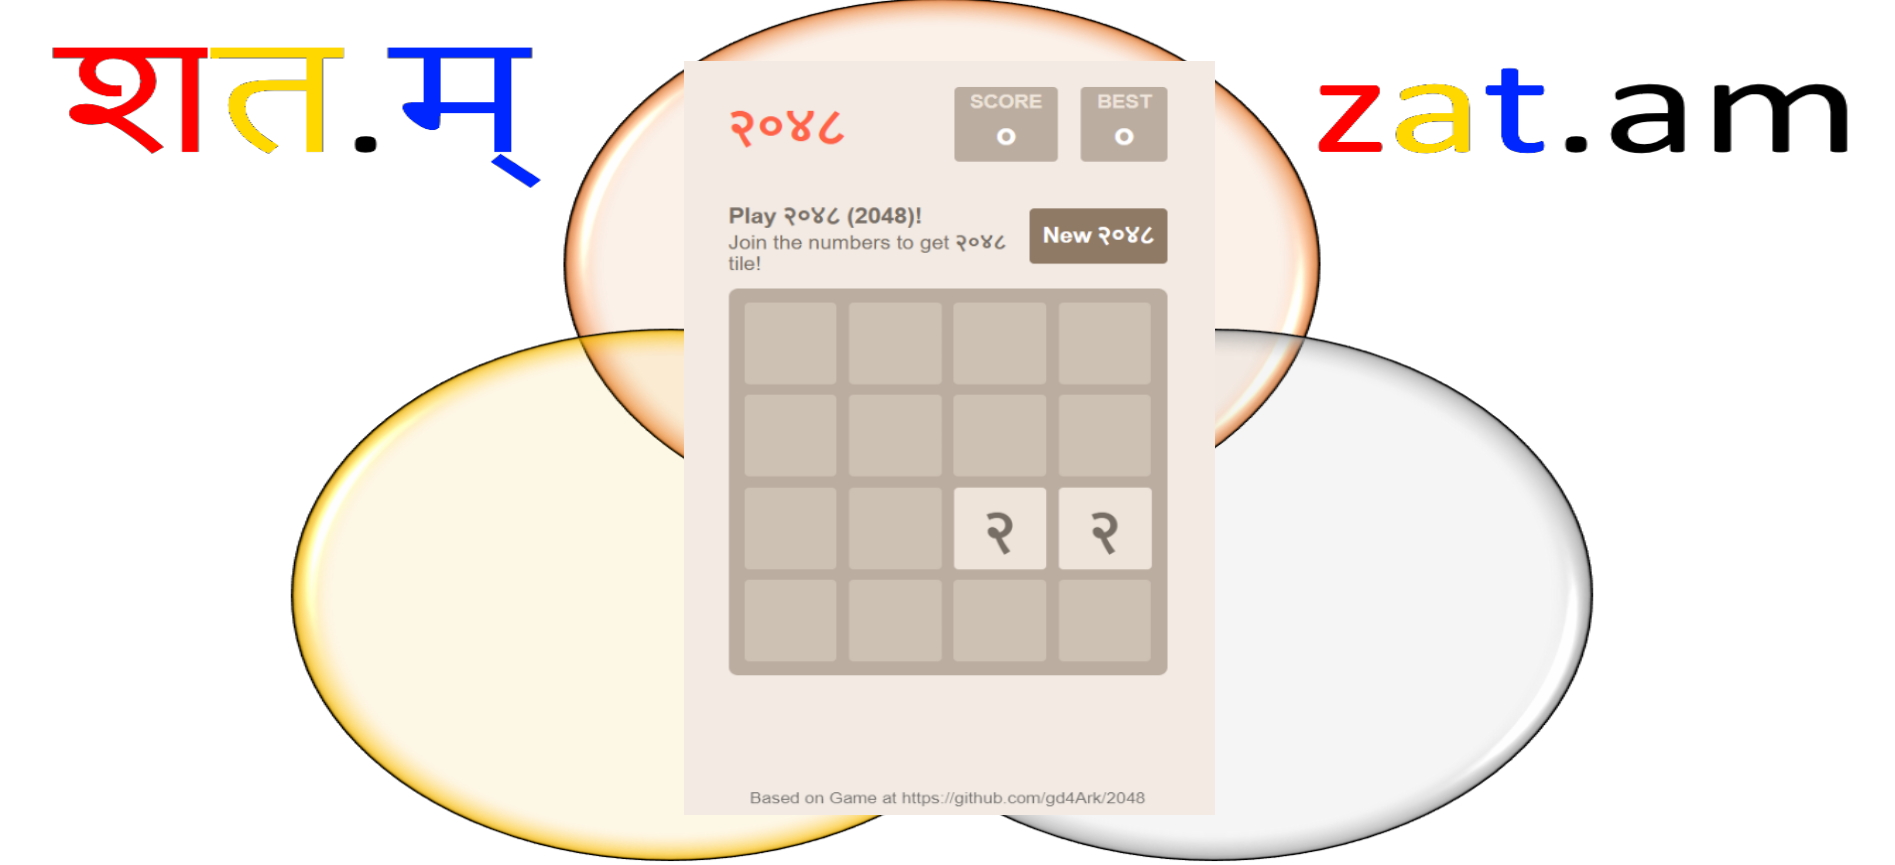 शत.म्
zat.am
२०४८
SCORE
०
BEST
०
Play २०४८ (2048)!
Join the numbers to get २०४८
tile!
New २०४८
२ २
Based on Game at https://github.com/gd4Ark/2048